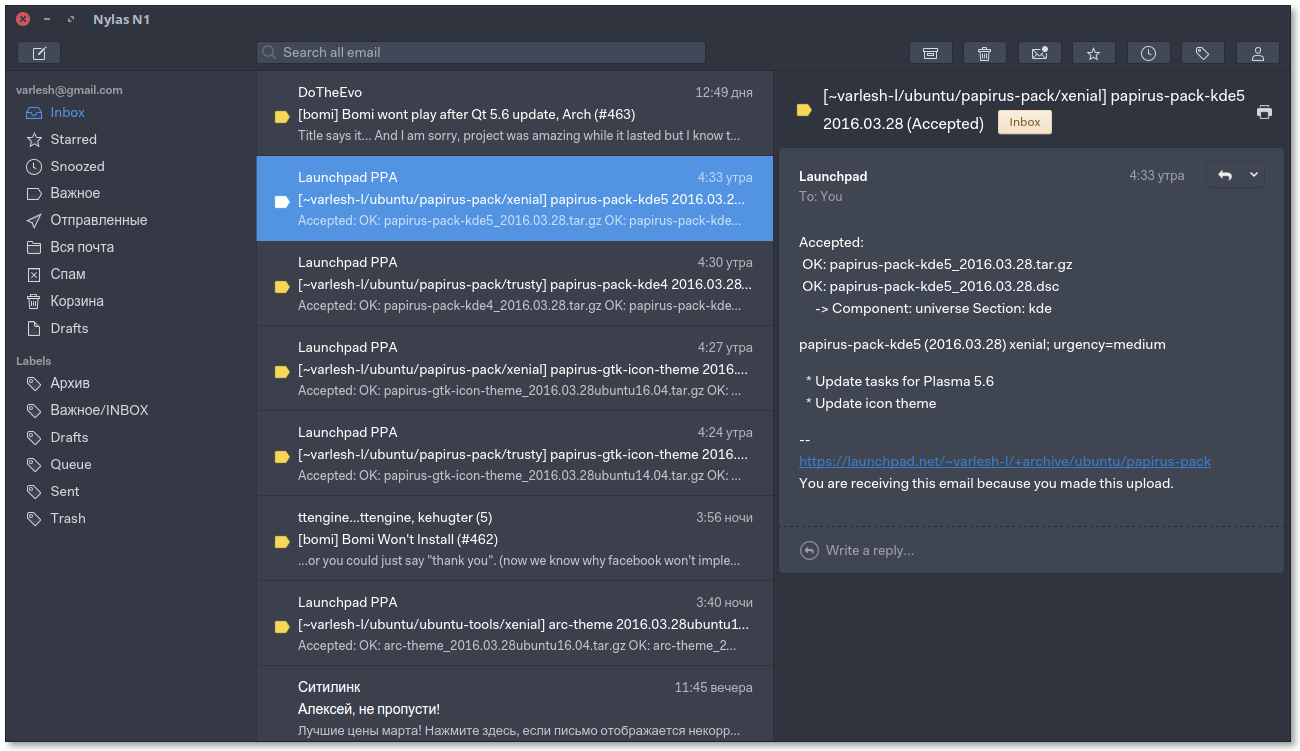 Nylas N1
Search all email
varlesh@gmail.com
Inbox
Starred
Snoozed
Важное
Отправленные
Вся почта
Спам
Корзина
Drafts
Labels
Архив
Важное/INBOX
Drafts
Queue
Sent
Trash
DoTheEvo 12:49 дня
[bomi] Bomi wont play after Qt 5.6 update, Arch (#463)
Title says it... And I am sorry, project was amazing while it lasted but I know t...
Launchpad PPA 4:33 утра
[~varlesh-l/ubuntu/papirus-pack/xenial] papirus-pack-kde5 2016.03.2...
Accepted: OK: papirus-pack-kde5_2016.03.28.tar.gz OK: papirus-pack-kde...
Launchpad PPA 4:30 утра
[~varlesh-l/ubuntu/papirus-pack/trusty] papirus-pack-kde4 2016.03.28...
Accepted: OK: papirus-pack-kde4_2016.03.28.tar.gz OK: papirus-pack-kde...
Launchpad PPA 4:27 утра
[~varlesh-l/ubuntu/papirus-pack/xenial] papirus-gtk-icon-theme 2016....
Accepted: OK: papirus-gtk-icon-theme_2016.03.28ubuntu16.04.tar.gz OK: ...
Launchpad PPA 4:24 утра
[~varlesh-l/ubuntu/papirus-pack/trusty] papirus-gtk-icon-theme 2016....
Accepted: OK: papirus-gtk-icon-theme_2016.03.28ubuntu14.04.tar.gz OK: ...
ttengine...ttengine, kehugter (5) 3:56 ночи
[bomi] Bomi Won't Install (#462)
...or you could just say "thank you". (now we know why facebook won't imple...
Launchpad PPA 3:40 ночи
[~varlesh-l/ubuntu/ubuntu-tools/xenial] arc-theme 2016.03.28ubuntu1...
Accepted: OK: arc-theme_2016.03.28ubuntu16.04.tar.gz OK: arc-theme_2...
Ситилинк 11:45 вечера
Алексей, не пропусти!
Лучшие цены марта! Нажмите здесь, если письмо отображается некорр...
[~varlesh-l/ubuntu/papirus-pack/xenial] papirus-pack-kde5
2016.03.28 (Accepted) Inbox
Launchpad 4:33 утра
To: You
Accepted:
OK: papirus-pack-kde5_2016.03.28.tar.gz
OK: papirus-pack-kde5_2016.03.28.dsc
-> Component: universe Section: kde
papirus-pack-kde5 (2016.03.28) xenial; urgency=medium
* Update tasks for Plasma 5.6
* Update icon theme
--
https://launchpad.net/~varlesh-l/+archive/ubuntu/papirus-pack
You are receiving this email because you made this upload.
Write a reply...